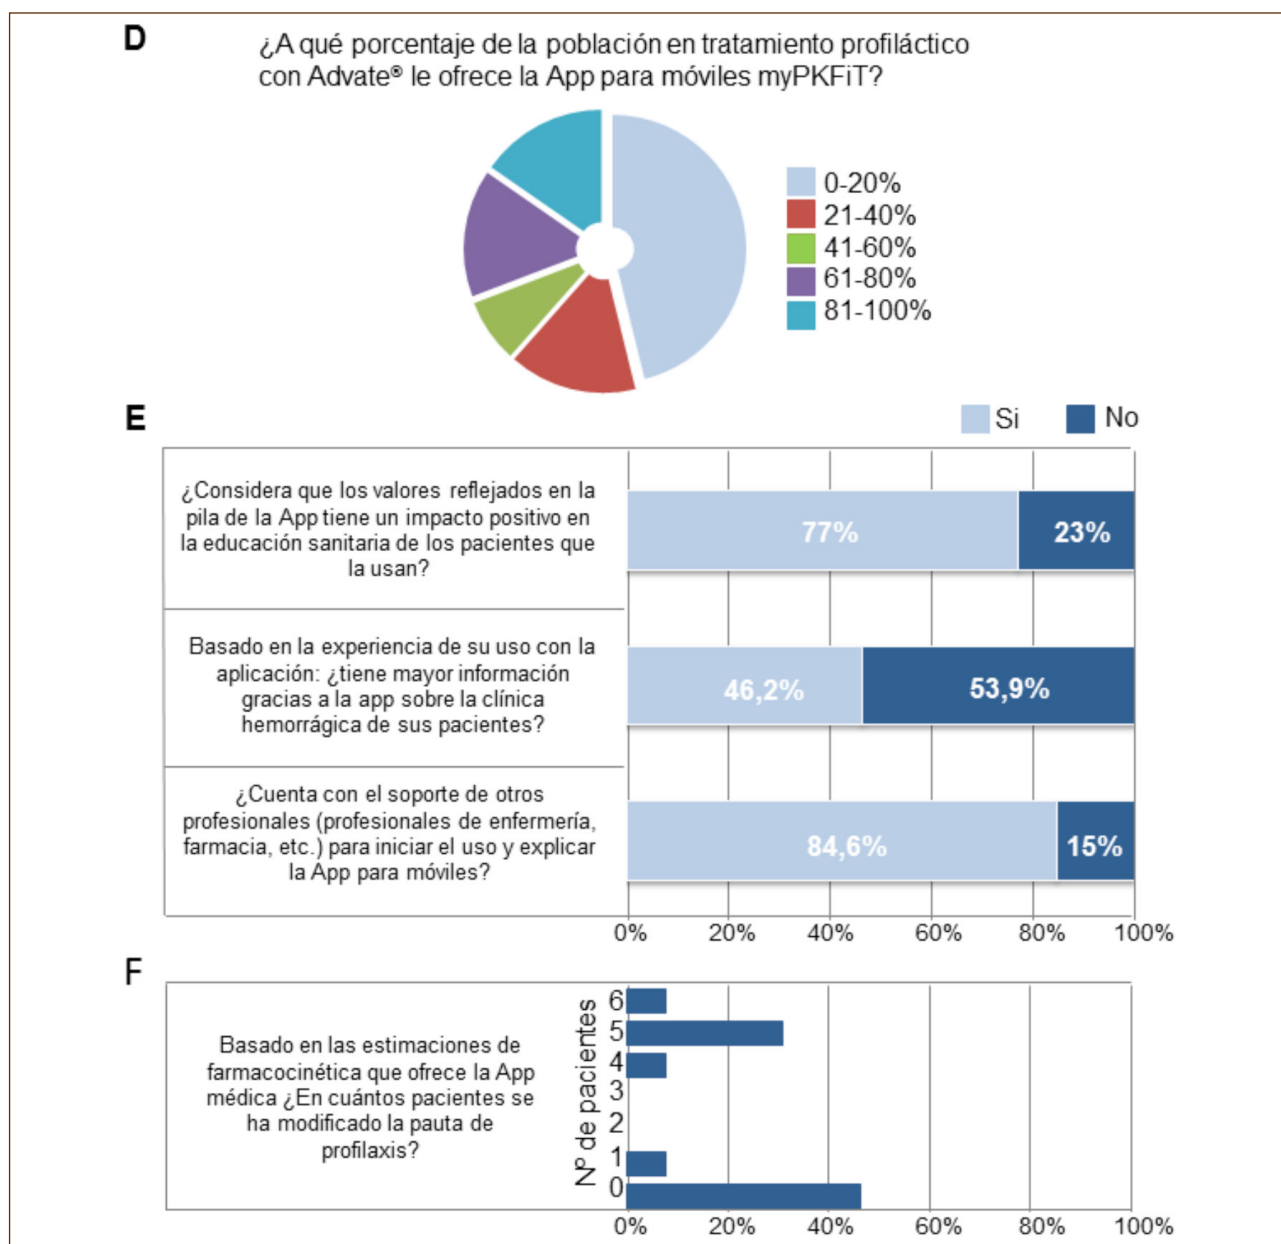 D
¿A qué porcentaje de la población en tratamiento profiláctico
con Advate® le ofrece la App para móviles myPKFiT?
0-20%
21-40%
41-60%
61-80%
81-100%
E
Si No
¿Considera que los valores reflejados en la
pila de la App tiene un impacto positivo en
la educación sanitaria de los pacientes que
la usan?
77% 23%
Basado en la experiencia de su uso con la
aplicación: ¿tiene mayor información
gracias a la app sobre la clínica
hemorrágica de sus pacientes?
46,2% 53,9%
¿Cuenta con el soporte de otros
profesionales (profesionales de enfermería,
farmacia, etc.) para iniciar el uso y explicar
la App para móviles?
84,6% 15%
0% 20% 40% 60% 80% 100%
F
Basado en las estimaciones de
farmacocinética que ofrece la App
médica ¿En cuántos pacientes se
ha modificado la pauta de
profilaxis?
Nº de pacientes
6
5
4
3
2
1
0
0% 20% 40% 60% 80% 100%